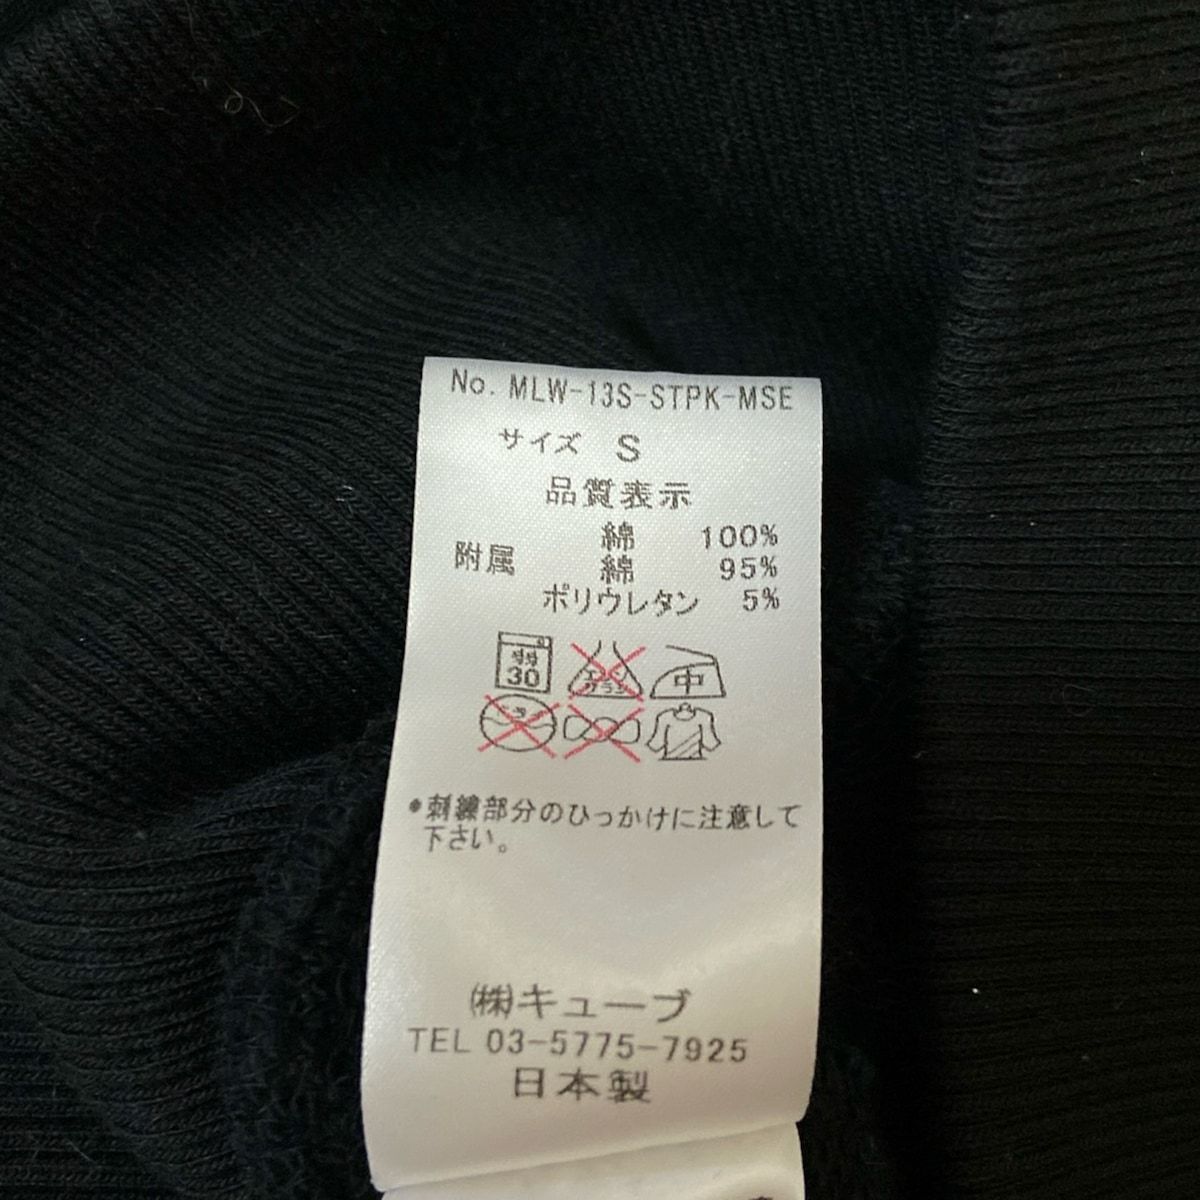 No. MLW-13S-STPK-MSE
サイズ S
品質表示
綿 100%
附属 綿 95%
ポリウレタン 5%
弱 30
中
●刺繍部分のひっかけに注意して
下さい。
㈱キューブ
TEL 03-5775-7925
日本製